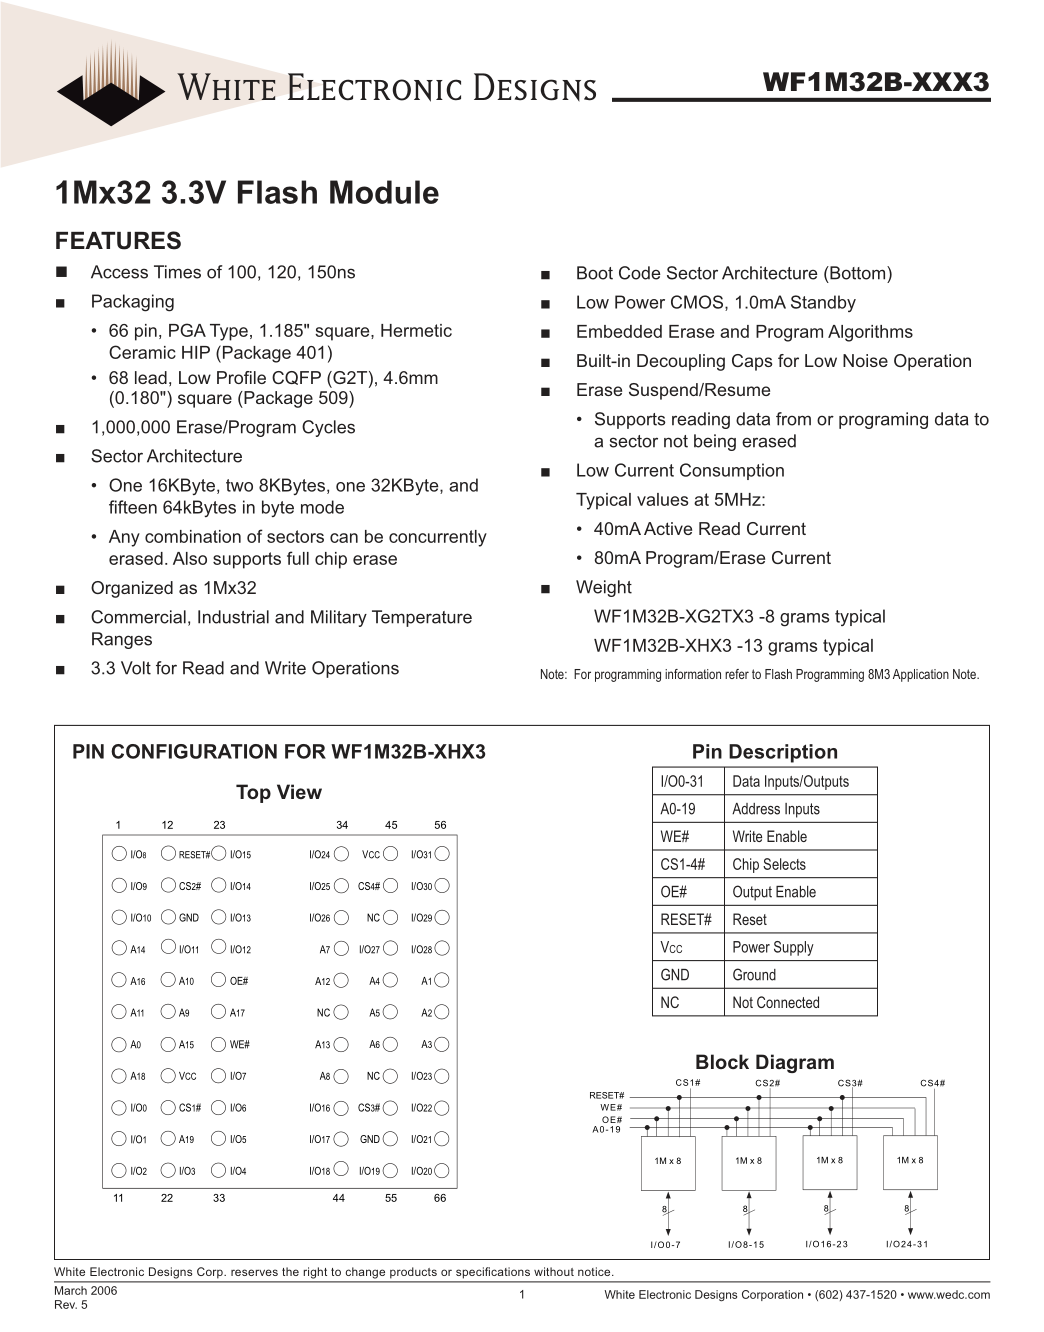 WHITE ELECTRONIC DESIGNS
WF1M32B-XXX3
1Mx32 3.3V Flash Module
FEATURES
■ Access Times of 100, 120, 150ns
■ Packaging
• 66 pin, PGA Type, 1.185" square, Hermetic
Ceramic HIP (Package 401)
• 68 lead, Low Profile CQFP (G2T), 4.6mm
(0.180") square (Package 509)
■ 1,000,000 Erase/Program Cycles
■ Sector Architecture
• One 16KByte, two 8KBytes, one 32KByte, and
fifteen 64kBytes in byte mode
• Any combination of sectors can be concurrently
erased. Also supports full chip erase
■ Organized as 1Mx32
■ Commercial, Industrial and Military Temperature
Ranges
■ 3.3 Volt for Read and Write Operations
■ Boot Code Sector Architecture (Bottom)
■ Low Power CMOS, 1.0mA Standby
■ Embedded Erase and Program Algorithms
■ Built-in Decoupling Caps for Low Noise Operation
■ Erase Suspend/Resume
• Supports reading data from or programing data to
a sector not being erased
■ Low Current Consumption
Typical values at 5MHz:
• 40mA Active Read Current
• 80mA Program/Erase Current
■ Weight
WF1M32B-XG2TX3 -8 grams typical
WF1M32B-XHX3 -13 grams typical
Note: For programming information refer to Flash Programming 8M3 Application Note.
PIN CONFIGURATION FOR WF1M32B-XHX3
Top View
1 12 23 34 45 56
I/O8 RESET# I/O15 I/O24 VCC I/O31
I/O9 CS2# I/O14 I/O25 CS4# I/O30
I/O10 GND I/O13 I/O26 NC I/O29
A14 I/O11 I/O12 A7 I/O27 I/O28
A16 A10 OE# A12 A4 A1
A11 A9 A17 NC A5 A2
A0 A15 WE# A13 A6 A3
A18 VCC I/O7 A8 NC I/O23
I/O0 CS1# I/O6 I/O16 CS3# I/O22
I/O1 A19 I/O5 I/O17 GND I/O21
I/O2 I/O3 I/O4 I/O18 I/O19 I/O20
11 22 33 44 55 66
Pin Description
I/O0-31 Data Inputs/Outputs
A0-19 Address Inputs
WE# Write Enable
CS1-4# Chip Selects
OE# Output Enable
RESET# Reset
VCC Power Supply
GND Ground
NC Not Connected
Block Diagram
CS1# CS2# CS3# CS4#
RESET#
WE#
OE#
A0-19
1M x 8 1M x 8 1M x 8 1M x 8
8 8 8 8
I/O0-7 I/O8-15 I/O16-23 I/O24-31
White Electronic Designs Corp. reserves the right to change products or specifications without notice.
March 2006
Rev. 5
1
White Electronic Designs Corporation • (602) 437-1520 • www.wedc.com